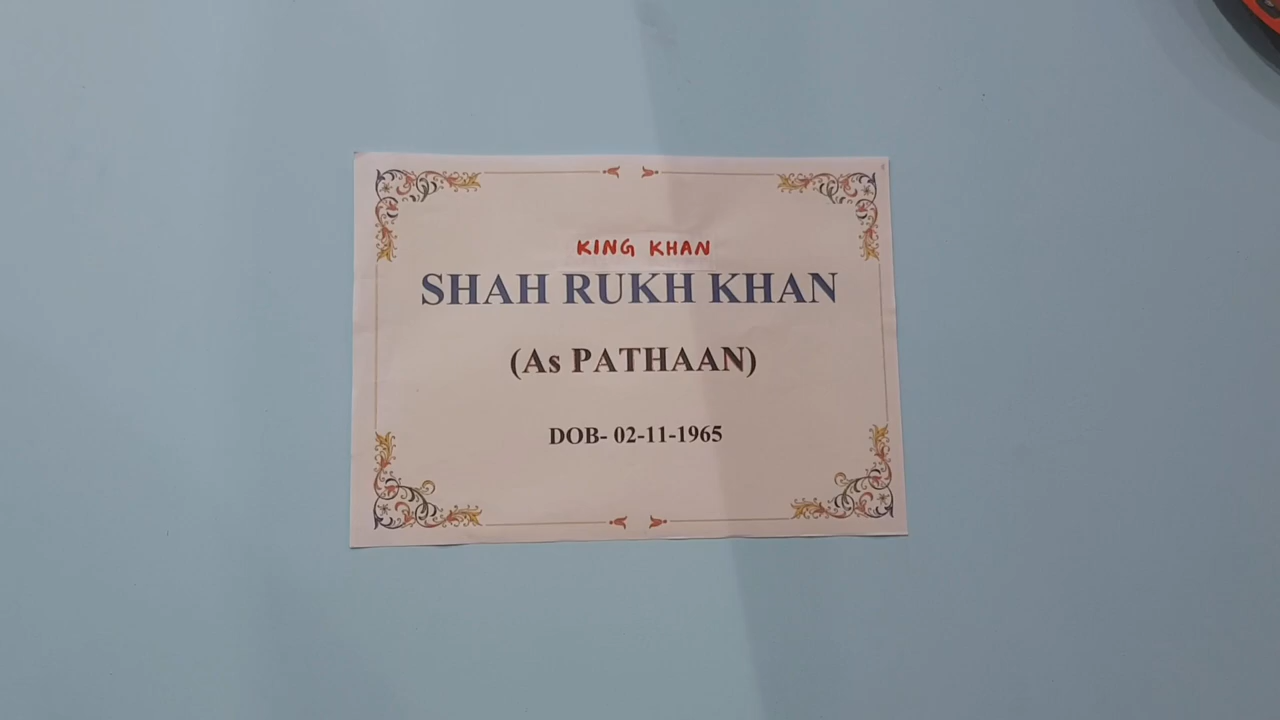 KING KHAN
SHAH RUKH KHAN
(As PATHAAN)
DOB- 02-11-1965